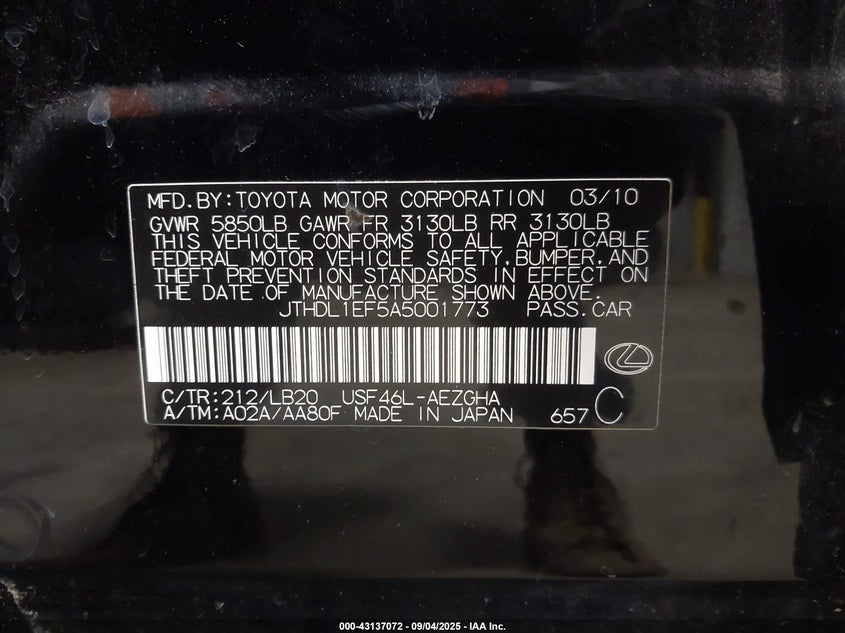 MFD.BY:TOYOTA MOTOR CORPORATION 03/10
GVWR 5850LB GAWR FR 3130LB RR 3130LB
THIS VEHICLE CONFORMS TO ALL APPLICABLE
FEDERAL MOTOR VEHICLE SAFETY,BUMPER,AND
THEFT PREVENTION STANDARDS IN EFFECT ON
THE DATE OF MANUFACTURE SHOWN ABOVE.
JTHDL1EF5A5001773 PASS.CAR
C/TR:212/LB20 USF46L-AEZGHA
A/TM:A02A/AA80F MADE IN JAPAN 657 C
000-43137072 - 09/04/2025 - IAA Inc.